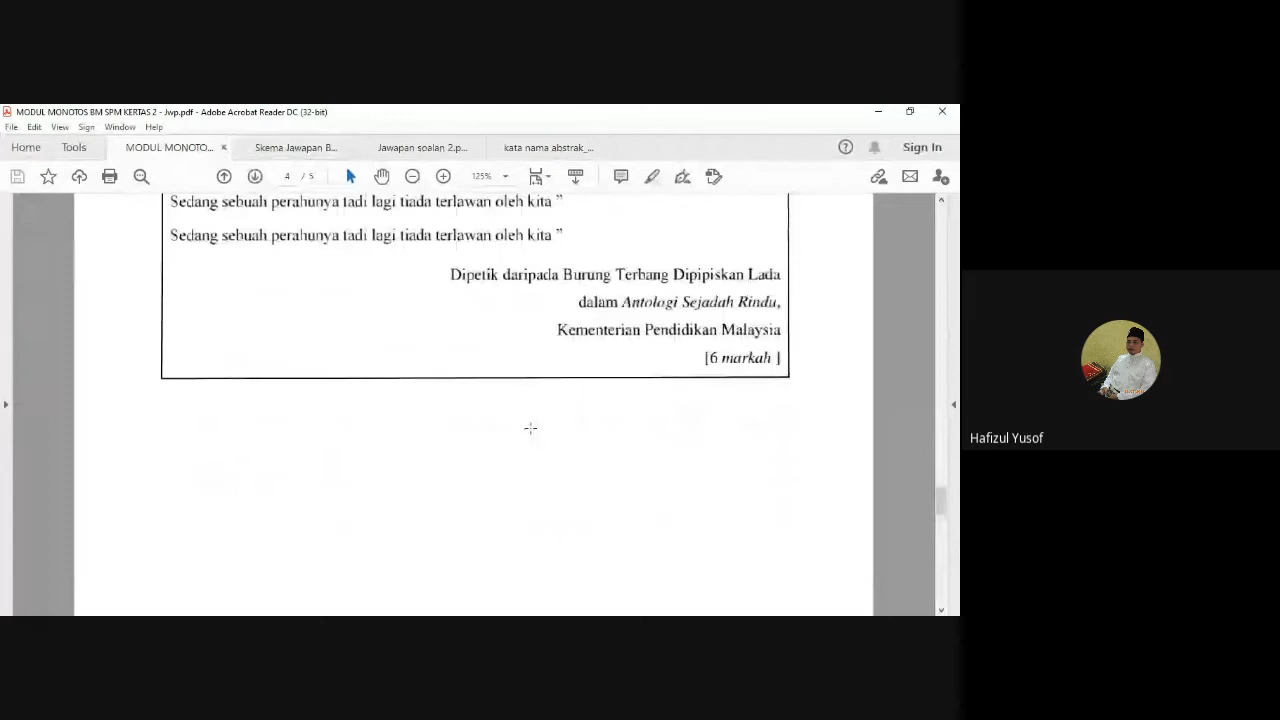 MODUL MONOTOS BM SPM KERTAS 2 - Jwp.pdf - Adobe Acrobat Reader DC (32-bit)
File Edit View Sign Window Help
Home Tools MODUL MONOTO... × Skema Jawapan B... Jawapan soalan 2.p... kata nama abstrak_... Sign In
4 / 5 125%
Sedang sebuah perahunya tadi lagi tiada terlawan oleh kita ”
Sedang sebuah perahunya tadi lagi tiada terlawan oleh kita ”
Dipetik daripada Burung Terbang Dipipiskan Lada
dalam Antologi Sejadah Rindu,
Kementerian Pendidikan Malaysia
[6 markah ]
Hafizul Yusof